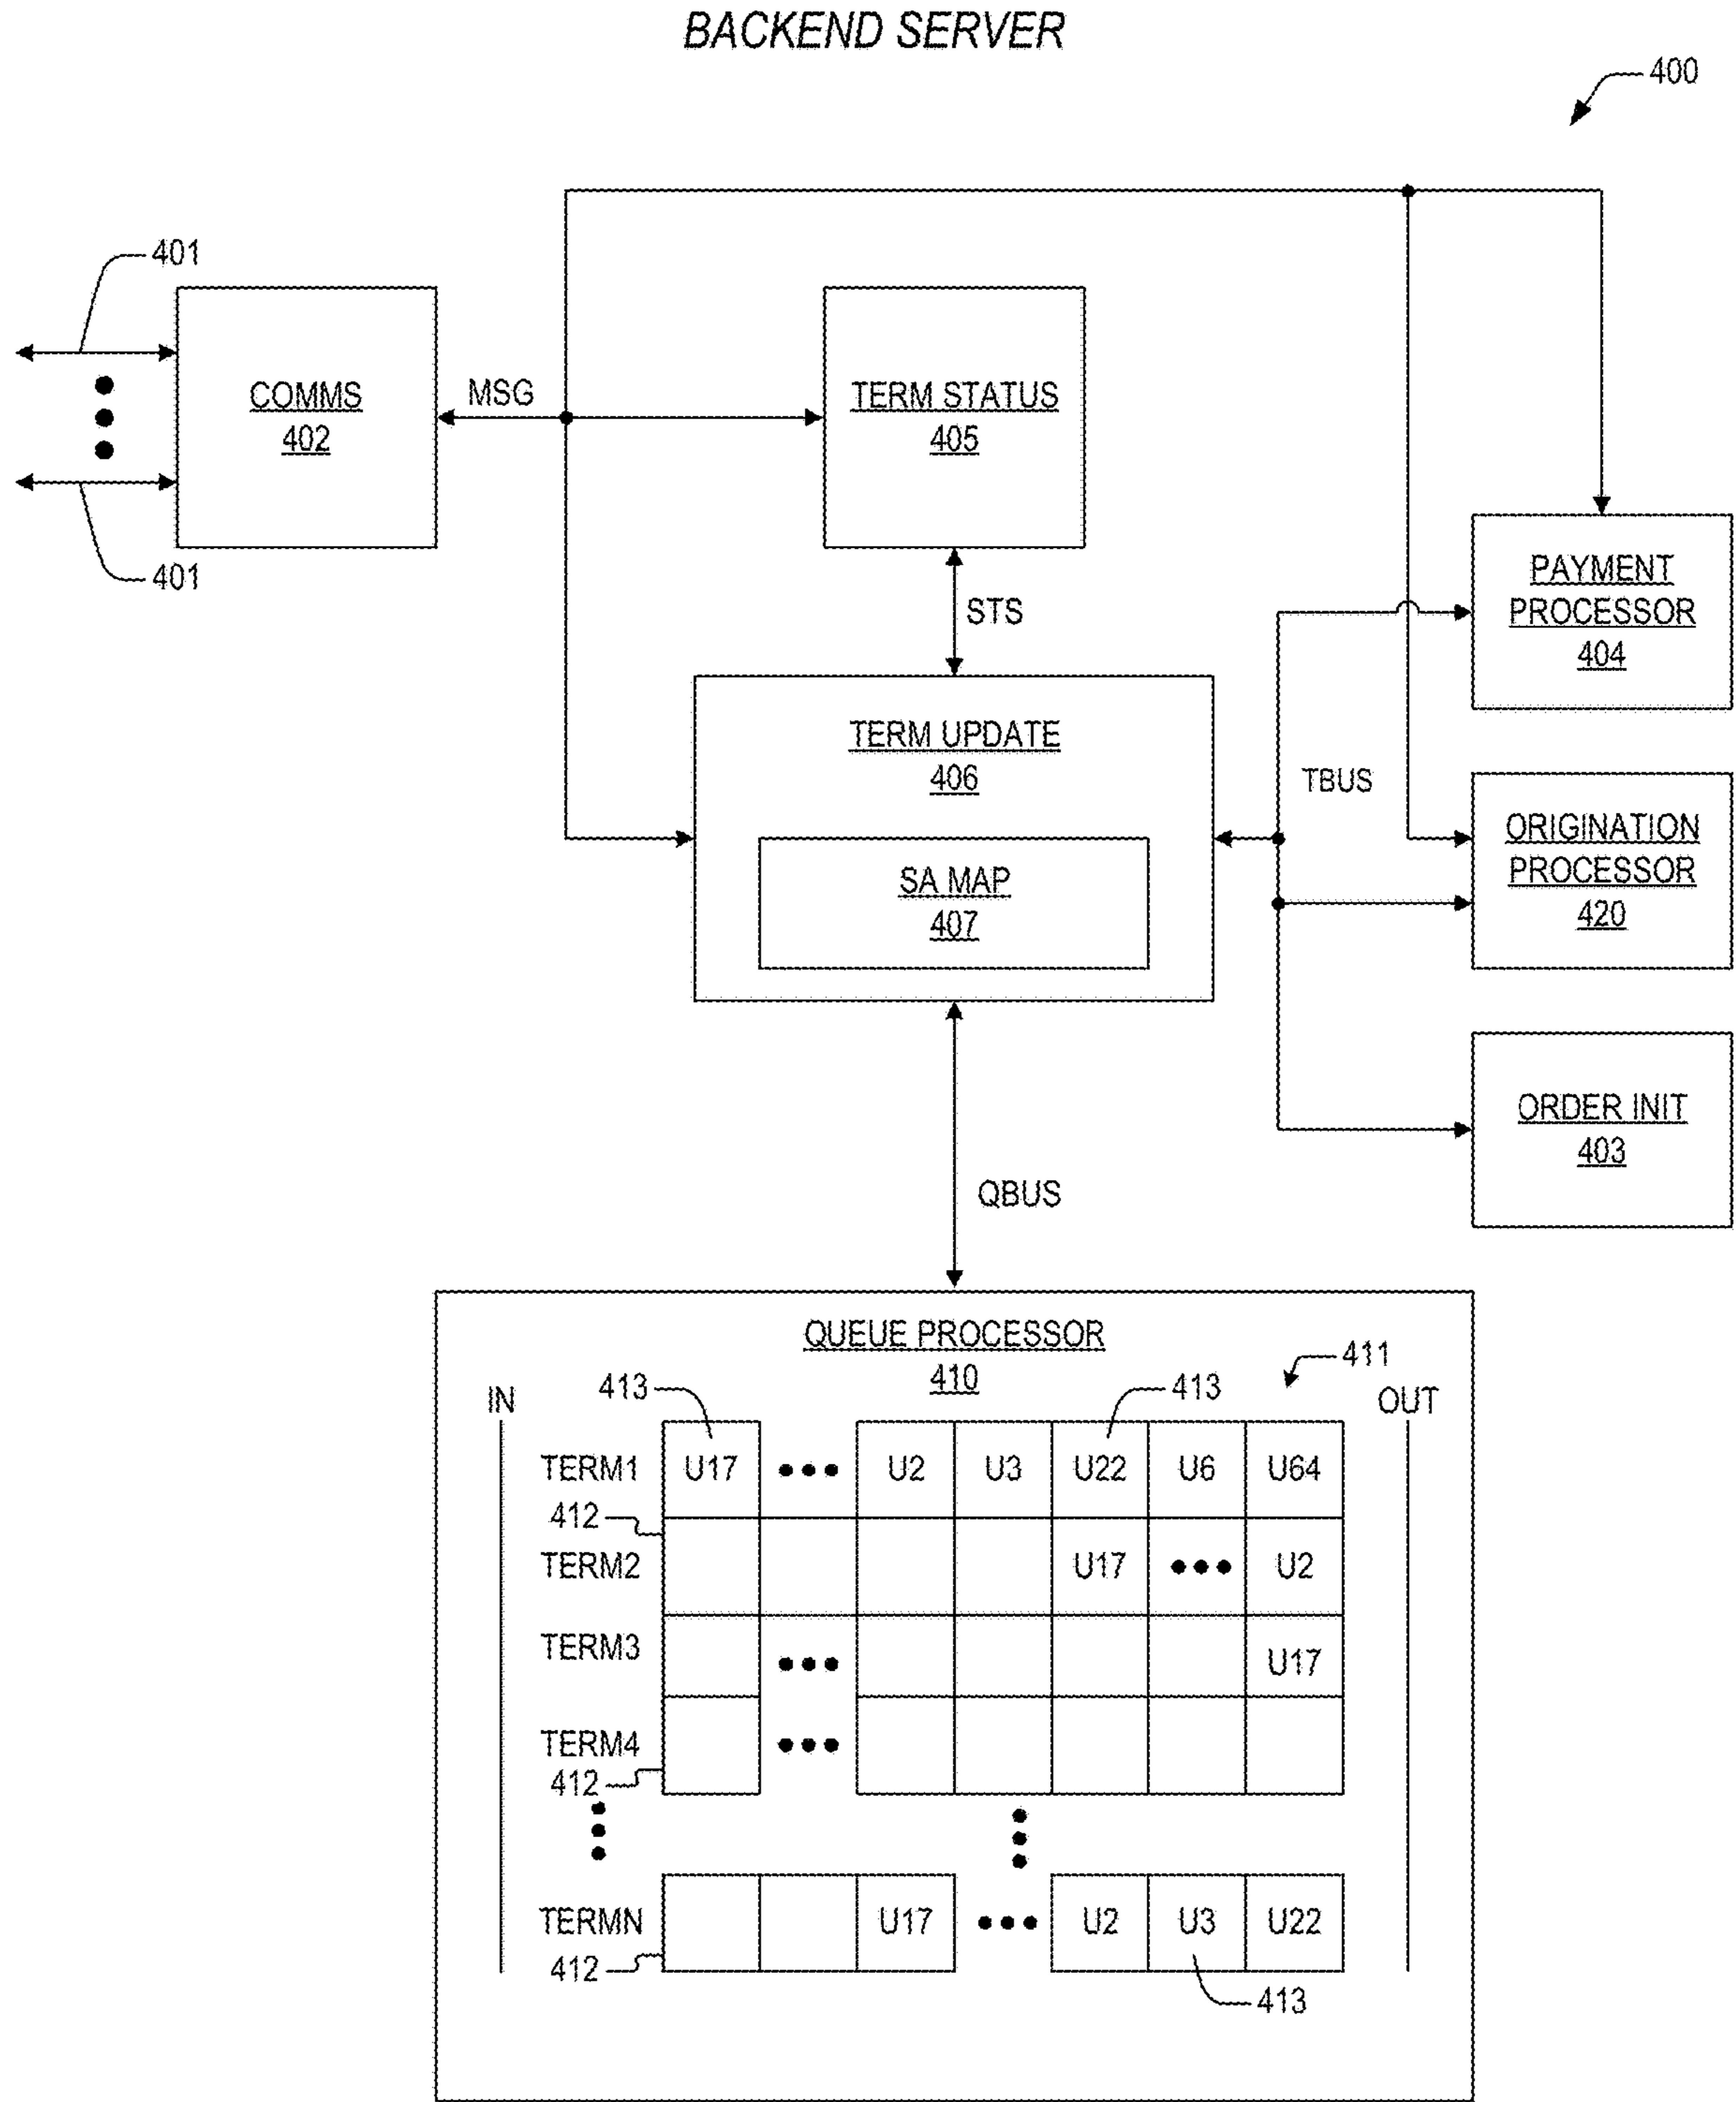 BACKEND SERVER
400
401
COMMS
402
401
MSG
TERM STATUS
405
STS
PAYMENT
PROCESSOR
404
TERM UPDATE
406
SA MAP
407
TBUS
ORIGINATION
PROCESSOR
420
ORDER INIT
403
QBUS
QUEUE PROCESSOR
410
411
413
413
IN
OUT
TERM1 U17 U2 U3 U22 U6 U64
412
TERM2 U17 U2
TERM3 U17
TERM4
412
TERMN U17 U2 U3 U22
412
413